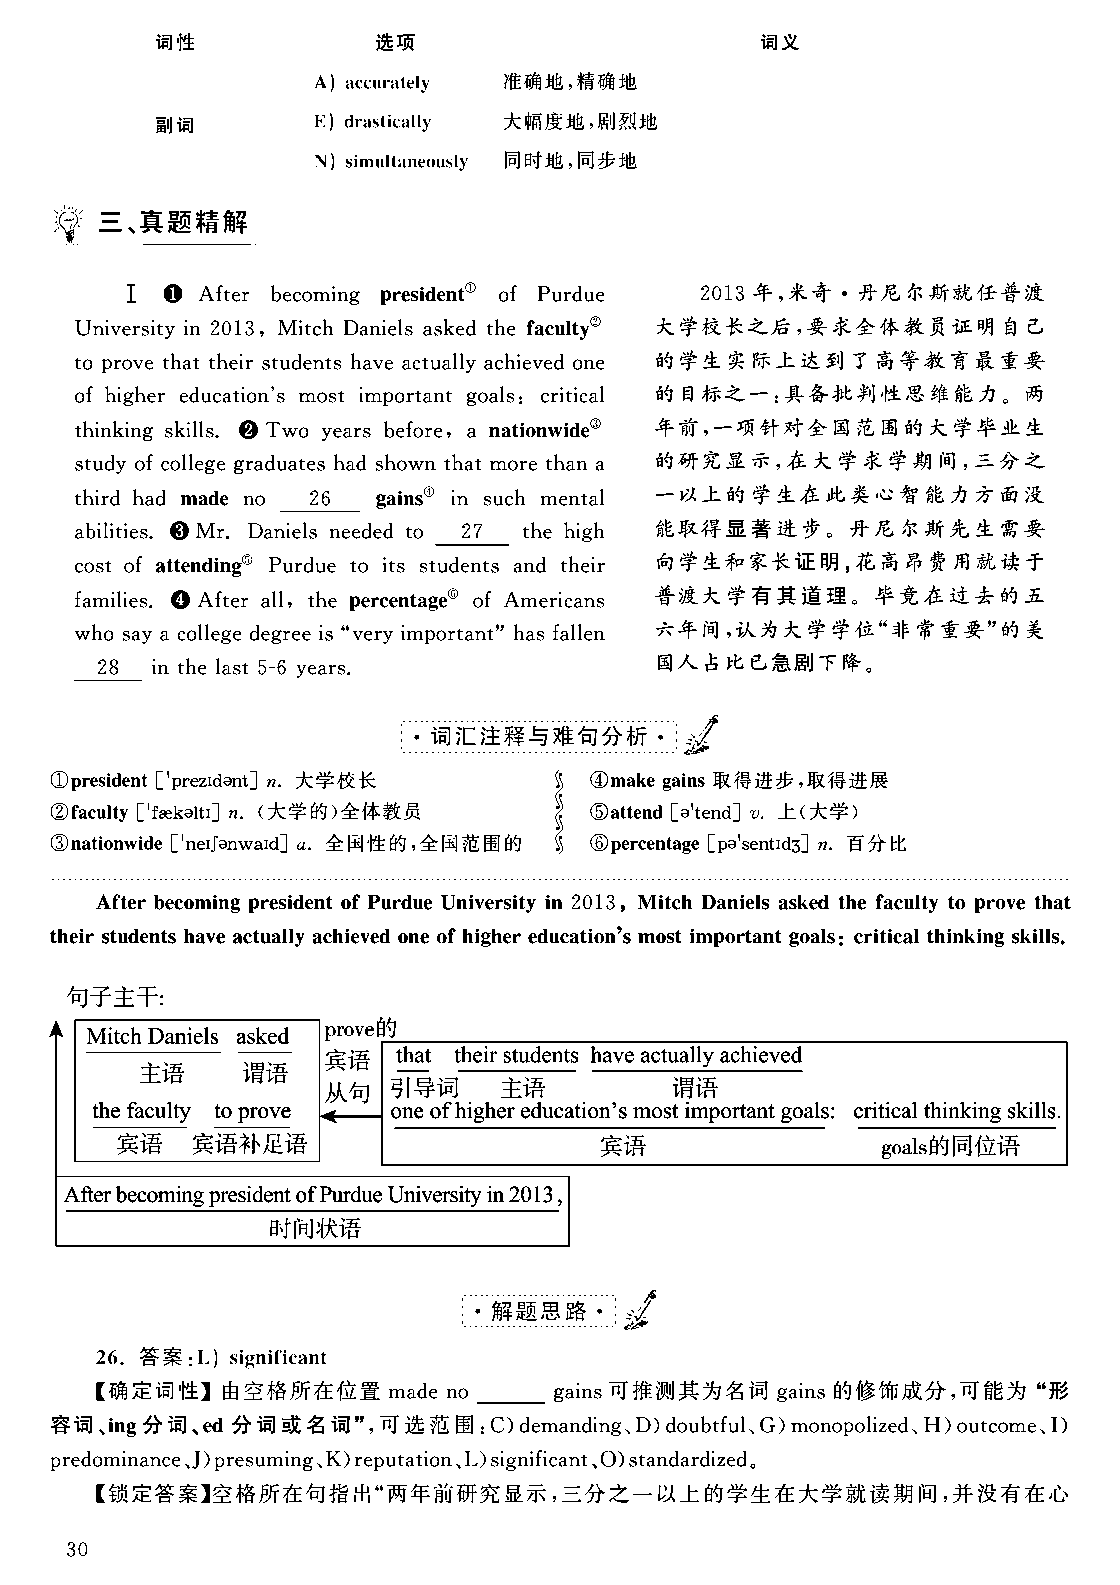 词性 选项 词义
A) accurately 准确地,精确地
副词 E) drastically 大幅度地,剧烈地
N) simultaneously 同时地,同步地
三、真题精解
I ❶ After becoming president① of Purdue
University in 2013, Mitch Daniels asked the faculty②
to prove that their students have actually achieved one
of higher education's most important goals: critical
thinking skills. ❷ Two years before, a nationwide③
study of college graduates had shown that more than a
third had made no 26 gains④ in such mental
abilities. ❸ Mr. Daniels needed to 27 the high
cost of attending⑤ Purdue to its students and their
families. ❹ After all, the percentage⑥ of Americans
who say a college degree is “very important” has fallen
28 in the last 5-6 years.
2013 年,米奇·丹尼尔斯就任普渡
大学校长之后,要求全体教员证明自己
的学生实际上达到了高等教育最重要
的目标之一:具备批判性思维能力。两
年前,一项针对全国范围的大学毕业生
的研究显示,在大学求学期间,三分之
一以上的学生在此类心智能力方面没
能取得显著进步。丹尼尔斯先生需要
向学生和家长证明,花高昂费用就读于
普渡大学有其道理。毕竟在过去的五
六年间,认为大学学位“非常重要”的美
国人占比已急剧下降。
·词汇注释与难句分析·
①president [ˈprezɪdənt] n. 大学校长
②faculty [ˈfækəltɪ] n. (大学的)全体教员
③nationwide [ˈneɪʃənwaɪd] a. 全国性的,全国范围的
④make gains 取得进步,取得进展
⑤attend [əˈtend] v. 上(大学)
⑥percentage [pəˈsentɪdʒ] n. 百分比
After becoming president of Purdue University in 2013, Mitch Daniels asked the faculty to prove that
their students have actually achieved one of higher education's most important goals: critical thinking skills.
句子主干:
Mitch Daniels asked
主语 谓语
the faculty to prove
宾语 宾语补足语
prove的
宾语
从句
that their students have actually achieved
引导词 主语 谓语
one of higher education's most important goals: critical thinking skills.
宾语 goals的同位语
After becoming president of Purdue University in 2013,
时间状语
·解题思路·
26. 答案:L) significant
【确定词性】由空格所在位置 made no ______ gains 可推测其为名词 gains 的修饰成分,可能为“形
容词、ing 分词、ed 分词或名词”,可选范围:C) demanding、D) doubtful、G) monopolized、H) outcome、I)
predominance、J) presuming、K) reputation、L) significant、O) standardized。
【锁定答案】空格所在句指出“两年前研究显示,三分之一以上的学生在大学就读期间,并没有在心
30